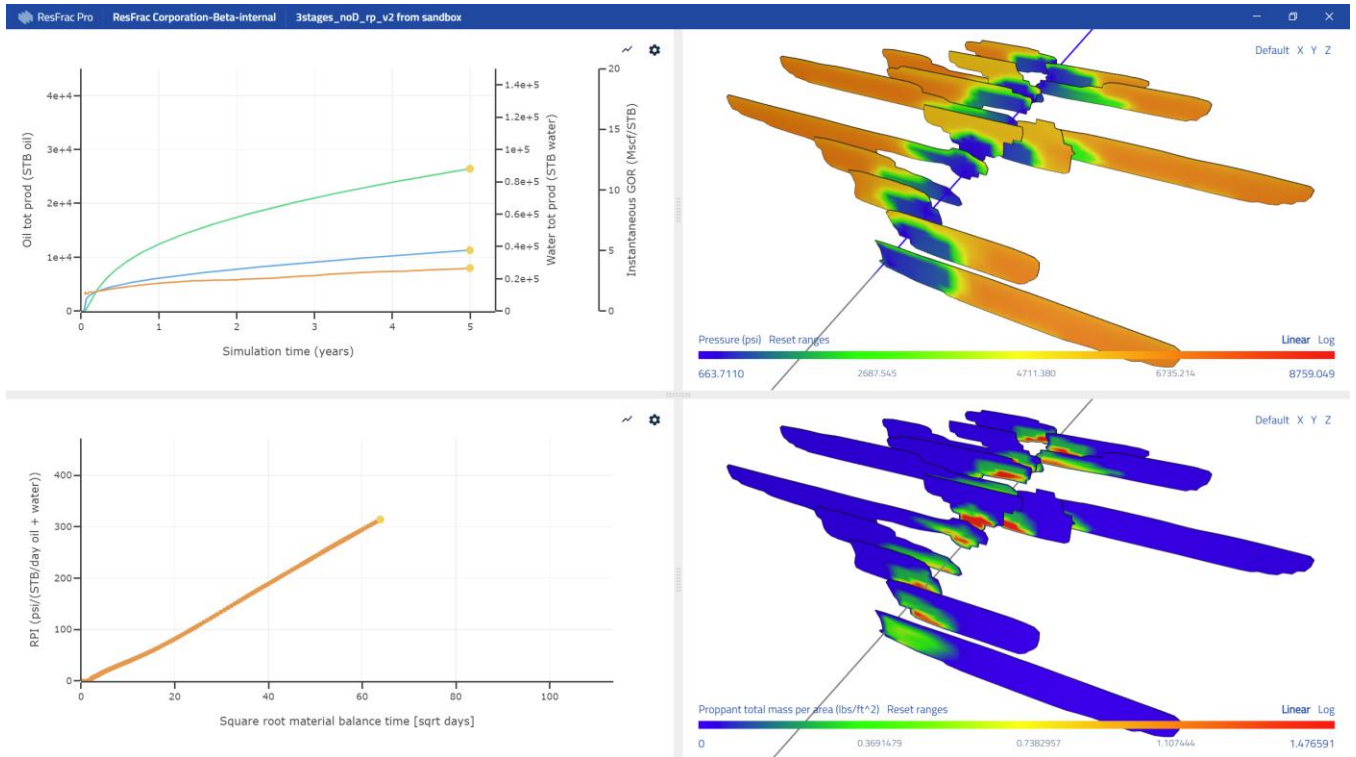 ResFrac Pro ResFrac Corporation-Beta-internal 3stages_noD_rp_v2 from sandbox
Oil tot prod (STB oil)
4e+4
3e+4
2e+4
1e+4
0
0 1 2 3 4 5
Simulation time (years)
1.4e+5
1.2e+5
1e+5
0.8e+5
0.6e+5
0.4e+5
0.2e+5
0
Water tot prod (STB water)
20
15
10
5
0
Instantaneous GOR (Mscf/STB)
Default X Y Z
Pressure (psi) Reset ranges Linear Log
663.7110 2687.545 4711.380 6735.214 8759.049
RPI (psi/(STB/day oil + water))
400
300
200
100
0
0 20 40 60 80 100
Square root material balance time [sqrt days]
Default X Y Z
Proppant total mass per area (lbs/ft^2) Reset ranges Linear Log
0 0.3691479 0.7382957 1.107444 1.476591